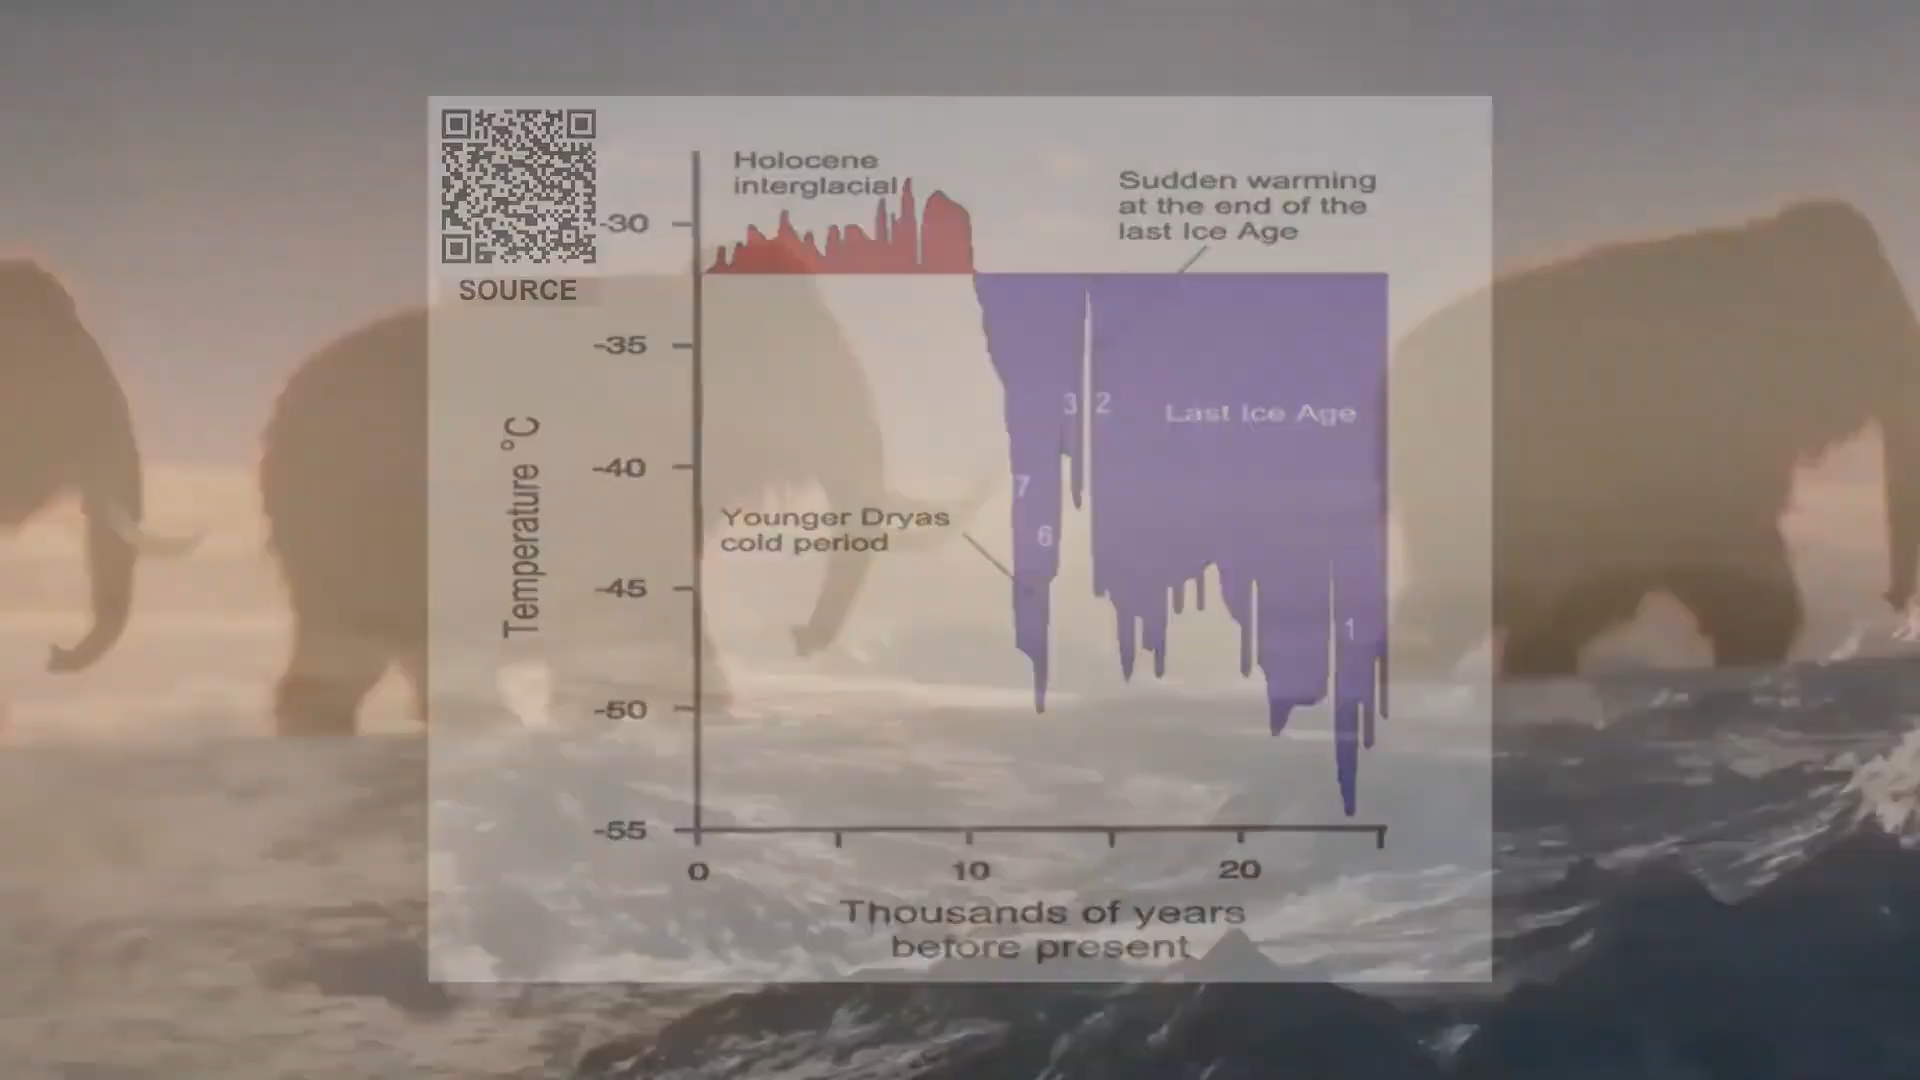 SOURCE
Holocene
interglacial
Sudden warming
at the end of the
last Ice Age
-30
-35
-40
-45
-50
-55
Temperature °C
3
2
Last Ice Age
7
6
Younger Dryas
cold period
1
0
10
20
Thousands of years
before present